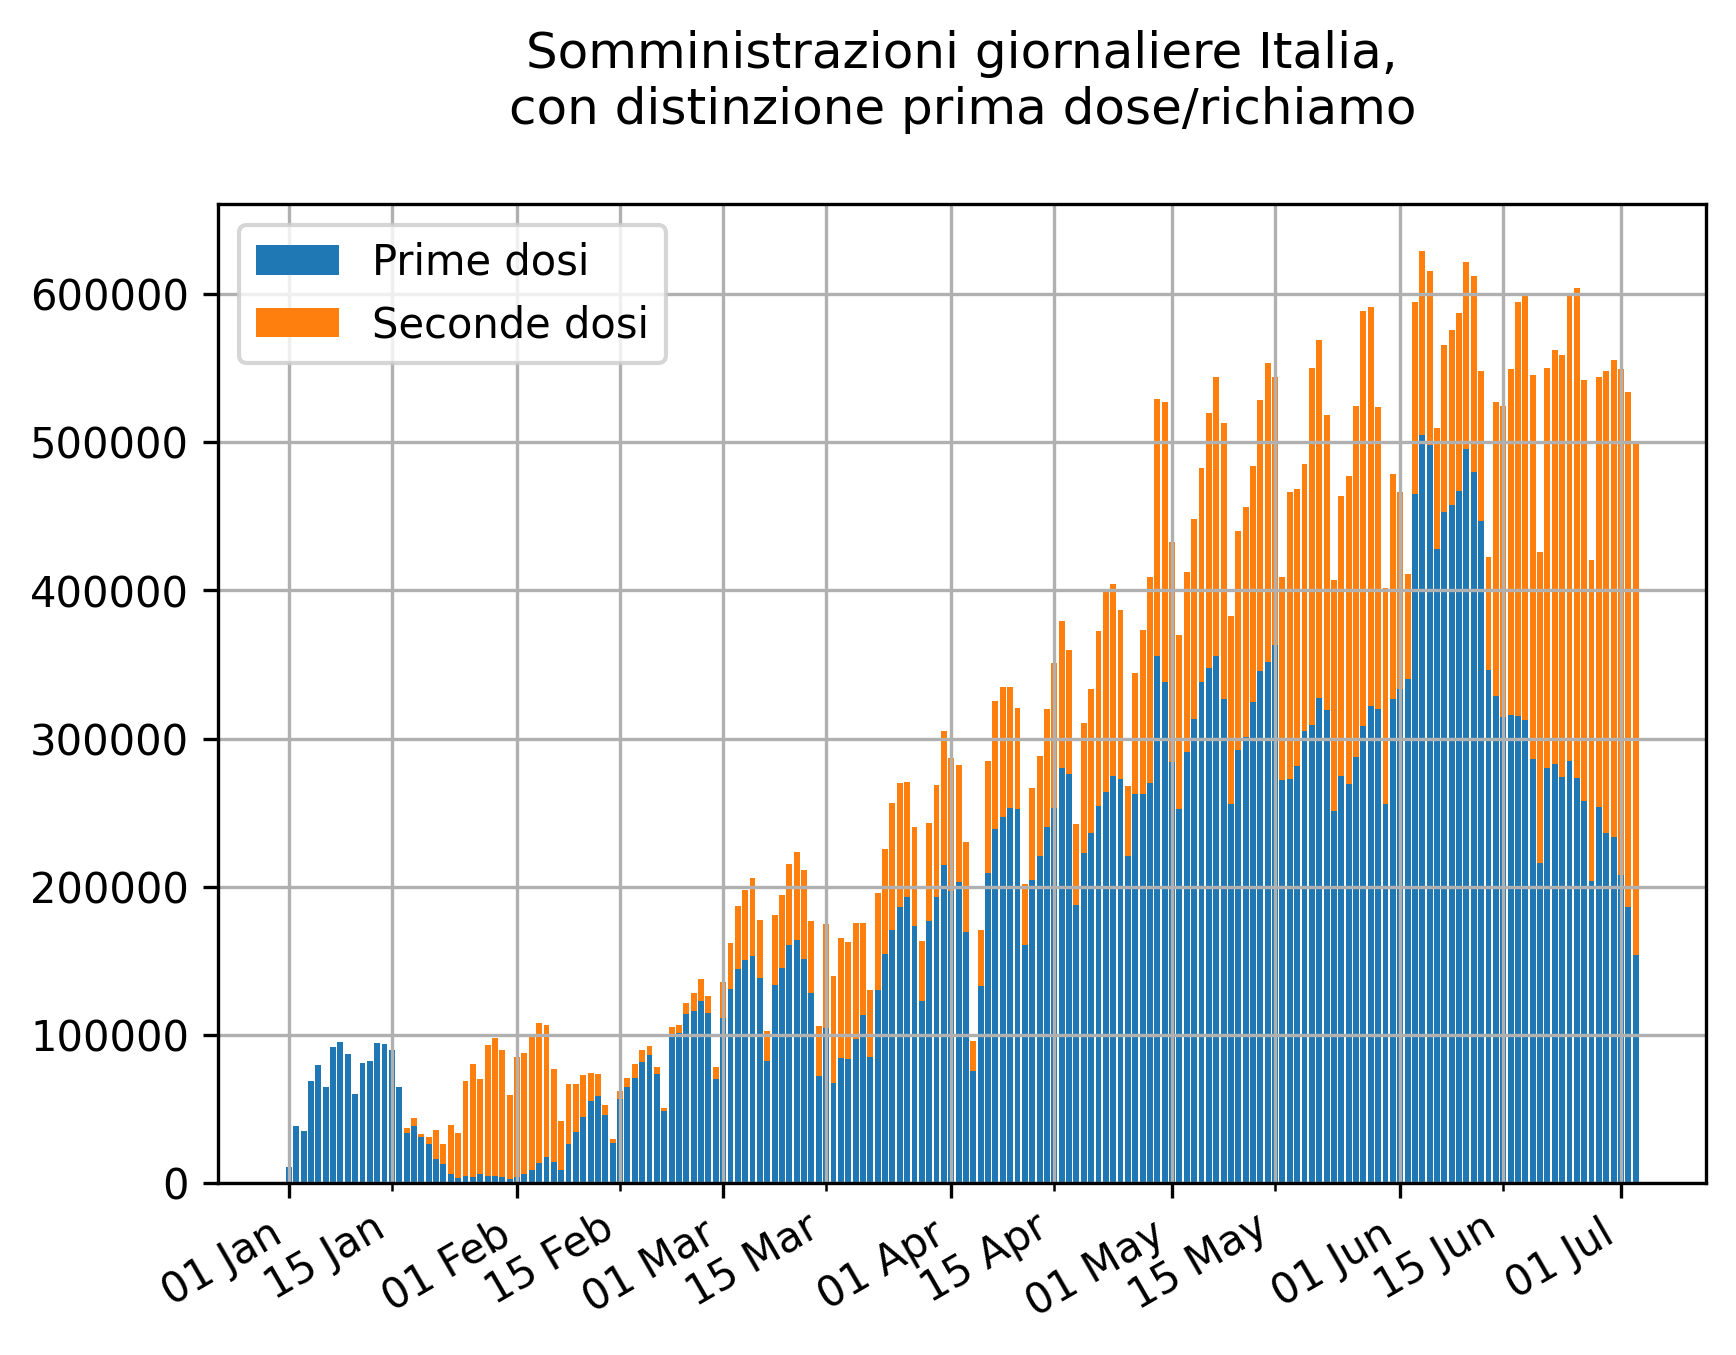 Somministrazioni giornaliere Italia,
con distinzione prima dose/richiamo
Prime dosi
Seconde dosi
600000
500000
400000
300000
200000
100000
0
01 Jan
15 Jan
01 Feb
15 Feb
01 Mar
15 Mar
01 Apr
15 Apr
01 May
15 May
01 Jun
15 Jun
01 Jul